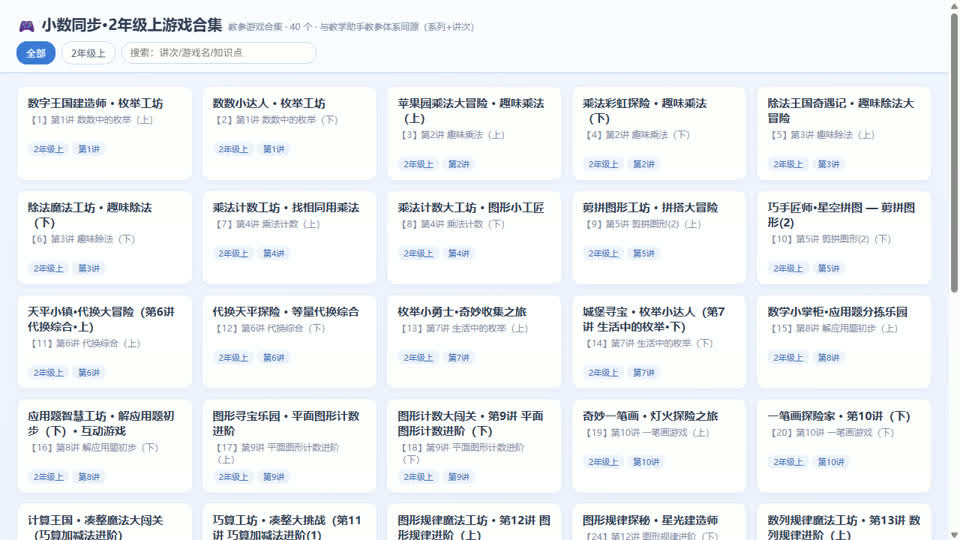 🎮 小数同步•2年级上游戏合集 教参游戏合集 · 40 个 · 与教学助手教参体系同源（系列+讲次）
全部 2年级上 搜索：讲次/游戏名/知识点
数字王国建造师 • 枚举工坊
【1】第1讲 数数中的枚举（上）
2年级上 第1讲
数数小达人 • 枚举工坊
【2】第1讲 数数中的枚举（下）
2年级上 第1讲
苹果园乘法大冒险 • 趣味乘法
（上）
【3】第2讲 趣味乘法（上）
2年级上 第2讲
乘法彩虹探险 • 趣味乘法
（下）
【4】第2讲 趣味乘法（下）
2年级上 第2讲
除法王国奇遇记 • 趣味除法大
冒险
【5】第3讲 趣味除法（上）
2年级上 第3讲
除法魔法工坊 • 趣味除法
（下）
【6】第3讲 趣味除法（下）
2年级上 第3讲
乘法计数工坊 • 找相同用乘法
【7】第4讲 乘法计数（上）
2年级上 第4讲
乘法计数大工坊 • 图形小工匠
【8】第4讲 乘法计数（下）
2年级上 第4讲
剪拼图形工坊 • 拼搭大冒险
【9】第5讲 剪拼图形(2)（上）
2年级上 第5讲
巧手匠师•星空拼图 — 剪拼图
形(2)
【10】第5讲 剪拼图形(2)（下）
2年级上 第5讲
天平小镇•代换大冒险（第6讲
代换综合•上）
【11】第6讲 代换综合（上）
2年级上 第6讲
代换天平探险 • 等量代换综合
【12】第6讲 代换综合（下）
2年级上 第6讲
枚举小勇士•奇妙收集之旅
【13】第7讲 生活中的枚举（上）
2年级上 第7讲
城堡寻宝 • 枚举小达人（第7
讲 生活中的枚举•下）
【14】第7讲 生活中的枚举（下）
2年级上 第7讲
数学小掌柜•应用题分拣乐园
【15】第8讲 解应用题初步（上）
2年级上 第8讲
应用题智慧工坊 • 解应用题初
步（下）• 互动游戏
【16】第8讲 解应用题初步（下）
2年级上 第8讲
图形寻宝乐园 • 平面图形计数
进阶
【17】第9讲 平面图形计数进阶
（上）
2年级上 第9讲
图形计数大闯关 • 第9讲 平面
图形计数进阶（下）
【18】第9讲 平面图形计数进阶
（下）
2年级上 第9讲
奇妙一笔画 • 灯火探险之旅
【19】第10讲 一笔画游戏（上）
2年级上 第10讲
一笔画探险家 • 第10讲（下）
【20】第10讲 一笔画游戏（下）
2年级上 第10讲
计算王国 • 凑整魔法大闯关
（巧算加减法进阶）
巧算工坊 • 凑整大挑战（第11
讲 巧算加减法进阶(1)
图形规律魔法工坊 • 第12讲 图
形规律进阶（上）
图形规律探秘 • 星光建造师
【24】第12讲 图形规律进阶（下）
数列规律魔法工坊 • 第13讲 数
列规律进阶（上）